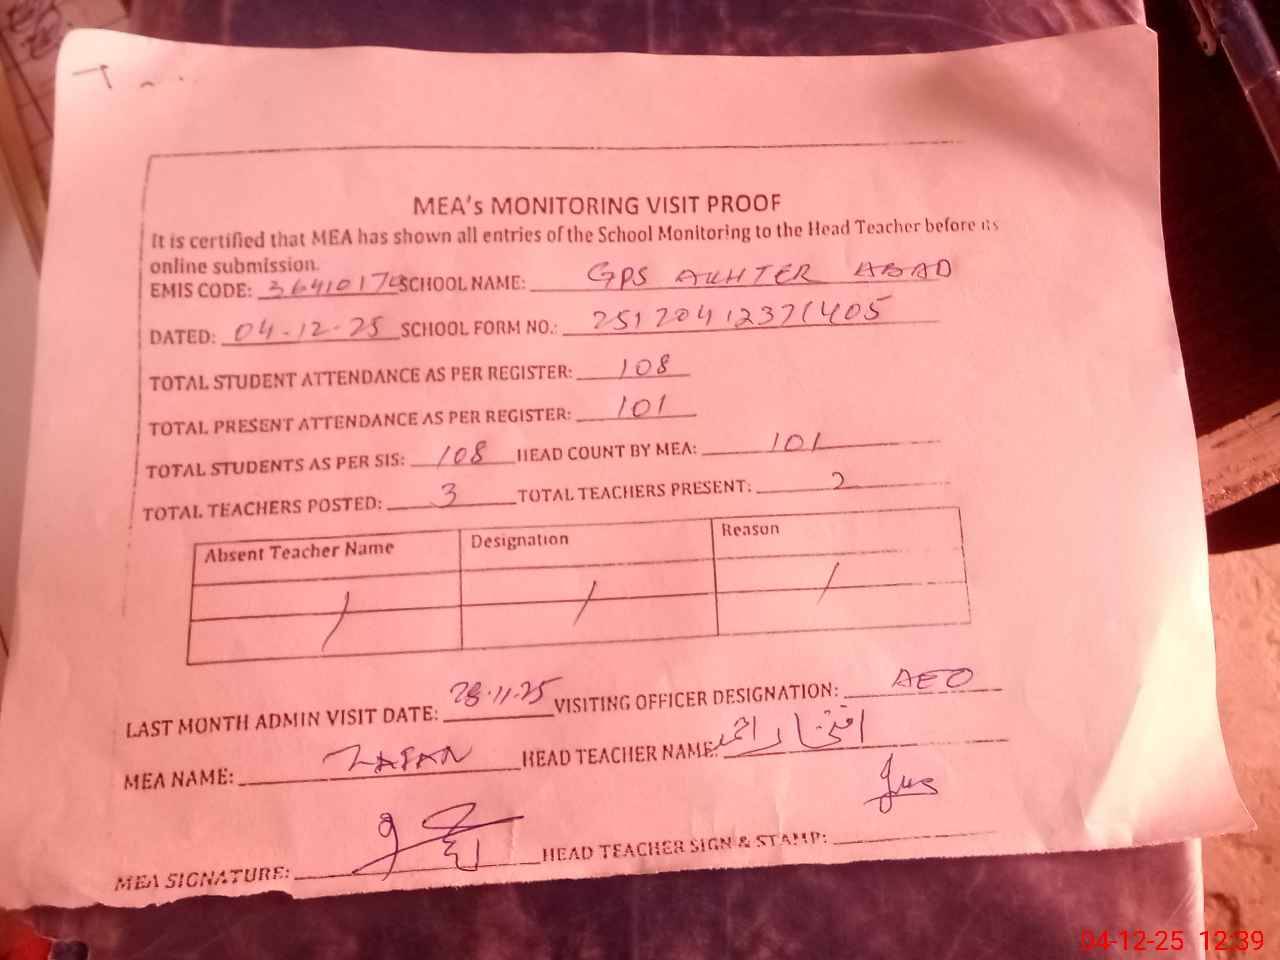 MEA's MONITORING VISIT PROOF
It is certified that MEA has shown all entries of the School Monitoring to the Head Teacher before its
online submission.
EMIS CODE: 36410170 SCHOOL NAME: GPS AKHTER ABAD
DATED: 04-12-25 SCHOOL FORM NO.: 25120412371405
TOTAL STUDENT ATTENDANCE AS PER REGISTER: 108
TOTAL PRESENT ATTENDANCE AS PER REGISTER: 101
TOTAL STUDENTS AS PER SIS: 108 HEAD COUNT BY MEA: 101
TOTAL TEACHERS POSTED: 3 TOTAL TEACHERS PRESENT: 2
Absent Teacher Name Designation Reason
/ / /
LAST MONTH ADMIN VISIT DATE: 28-11-25 VISITING OFFICER DESIGNATION: AEO
MEA NAME: HEAD TEACHER NAME: افتخار احمد
MEA SIGNATURE: HEAD TEACHER SIGN & STAMP:
04-12-25 12:39